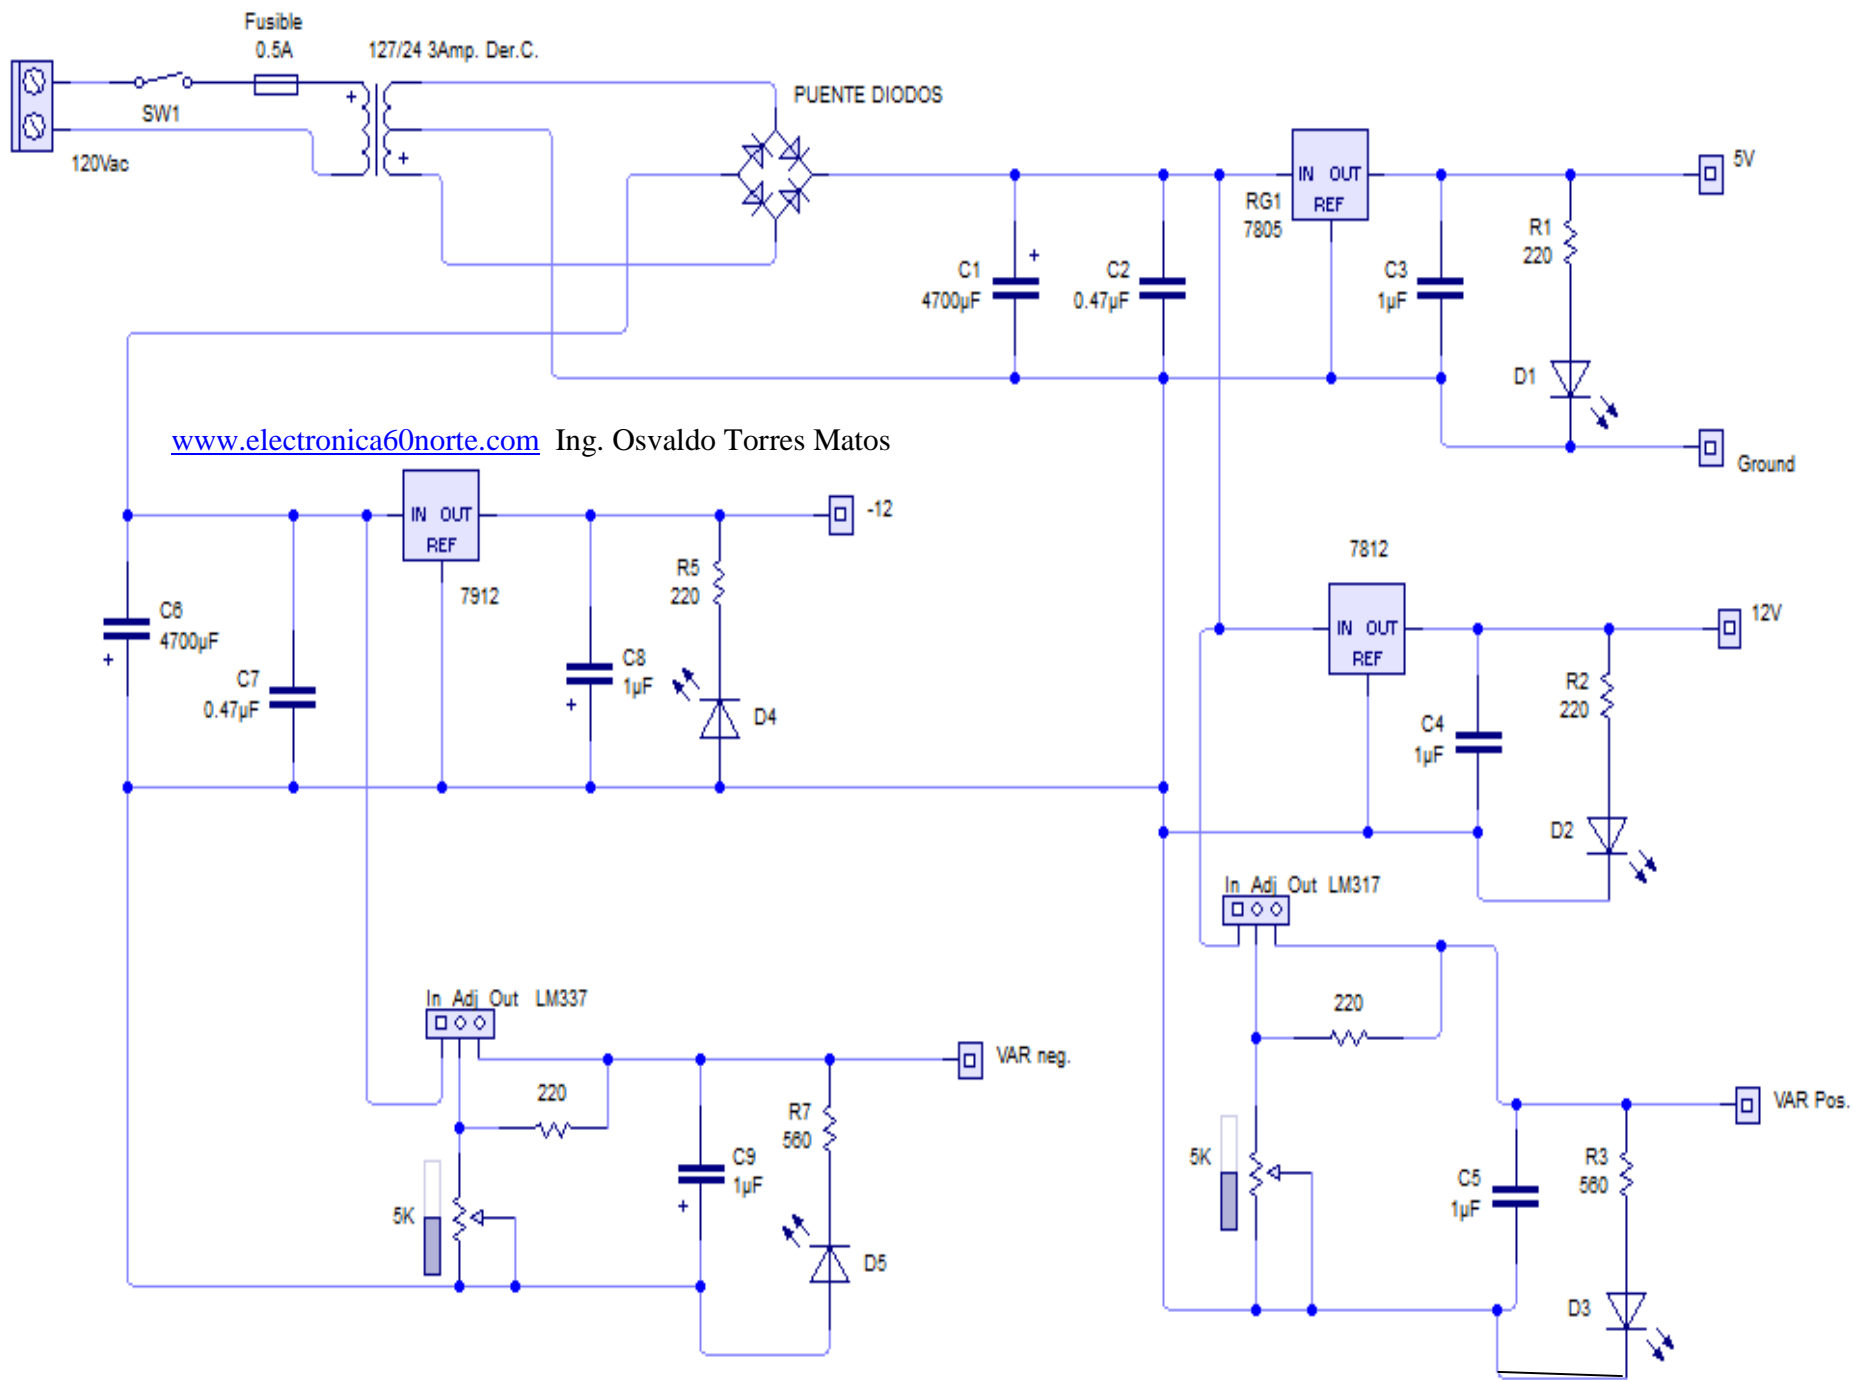 Fusible
0.5A
127/24 3Amp. Der.C.
SW1
120Vac
PUENTE DIODOS
IN OUT
REF
RG1
7805
5V
R1
220
C1
4700µF
+
C2
0.47µF
C3
1µF
D1
Ground
www.electronica60norte.com Ing. Osvaldo Torres Matos
IN OUT
REF
7912
-12
R5
220
C6
4700µF
+
C7
0.47µF
C8
1µF
+
D4
7812
IN OUT
REF
12V
R2
220
C4
1µF
D2
In Adj Out LM317
220
5K
VAR Pos.
C5
1µF
R3
560
D3
In Adj Out LM337
220
5K
VAR neg.
C9
1µF
+
R7
560
D5